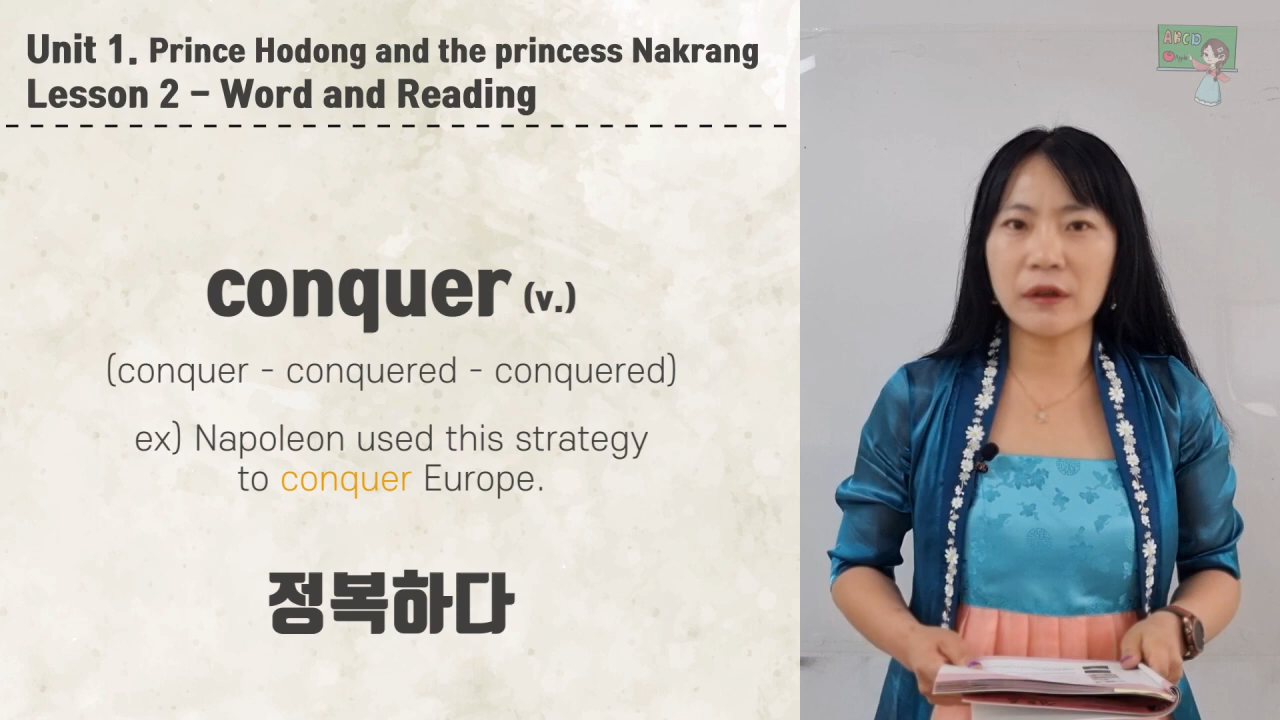 Unit 1. Prince Hodong and the princess Nakrang
Lesson 2 - Word and Reading
conquer (v.)
(conquer - conquered - conquered)
ex) Napoleon used this strategy
to conquer Europe.
정복하다
ABCD
Apple